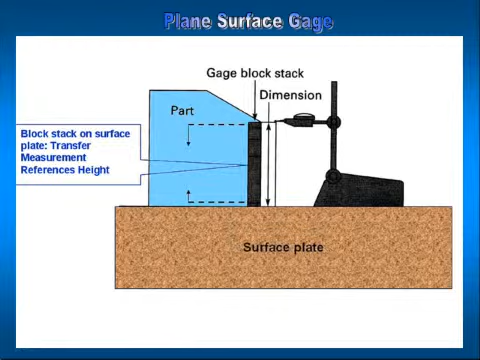 Plane Surface Gage
Gage block stack
Dimension
Part
Block stack on surface
plate: Transfer
Measurement
References Height
Surface plate